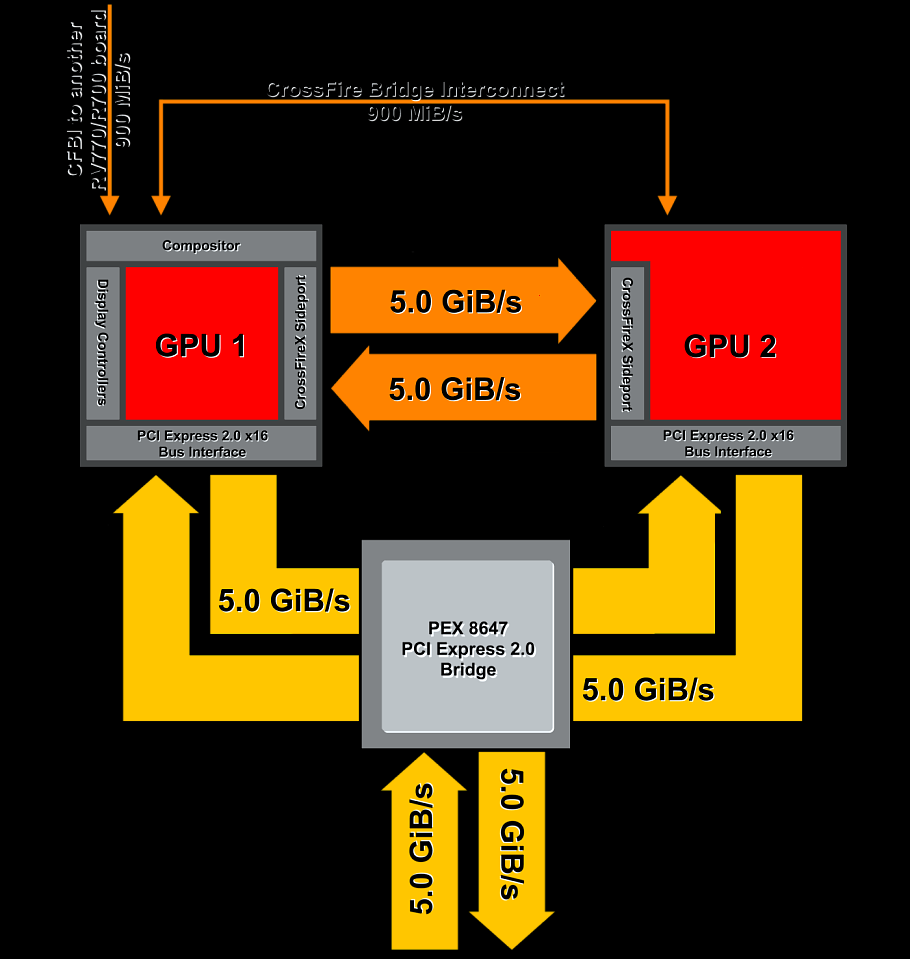 CFBI to another
RV770/R700 board
900 MiB/s
CrossFire Bridge Interconnect
900 MiB/s
Compositor
Display Controllers
GPU 1
CrossFireX Sideport
PCI Express 2.0 x16
Bus Interface
5.0 GiB/s
5.0 GiB/s
CrossFireX Sideport
GPU 2
PCI Express 2.0 x16
Bus Interface
5.0 GiB/s
PEX 8647
PCI Express 2.0
Bridge
5.0 GiB/s
5.0 GiB/s
5.0 GiB/s